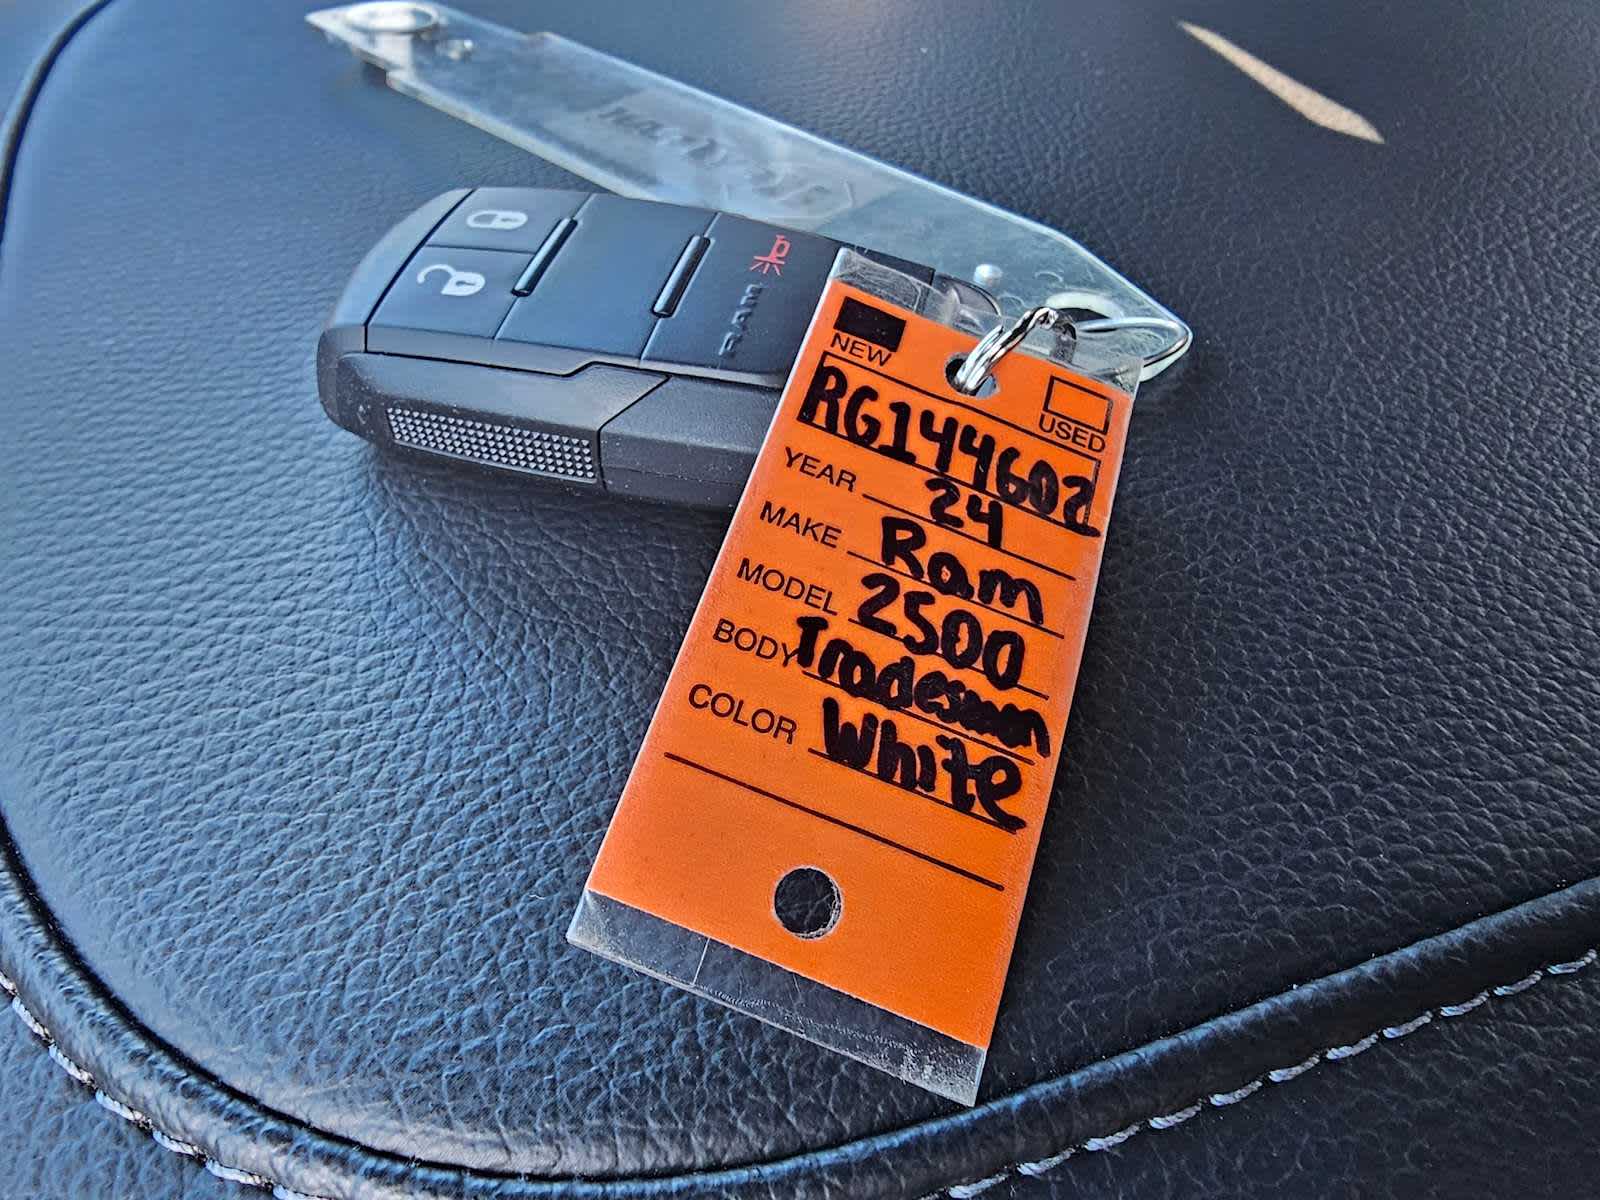 RAM
NEW
USED
RG144602
YEAR 24
MAKE Ram
MODEL 2500
BODY Tradesman
COLOR White